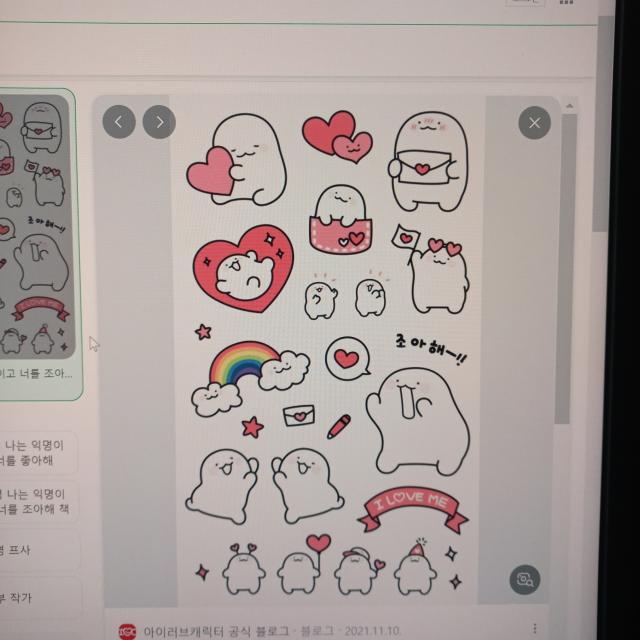 조아해~!!
I LOVE ME
조아해~!!
I LOVE ME
이고 너를 조아...
나는 익명이
너를 좋아해
나는 익명이
너를 조아해 책
프사
작가
아이러브캐릭터 공식 블로그 · 블로그 · 2021.11.10.